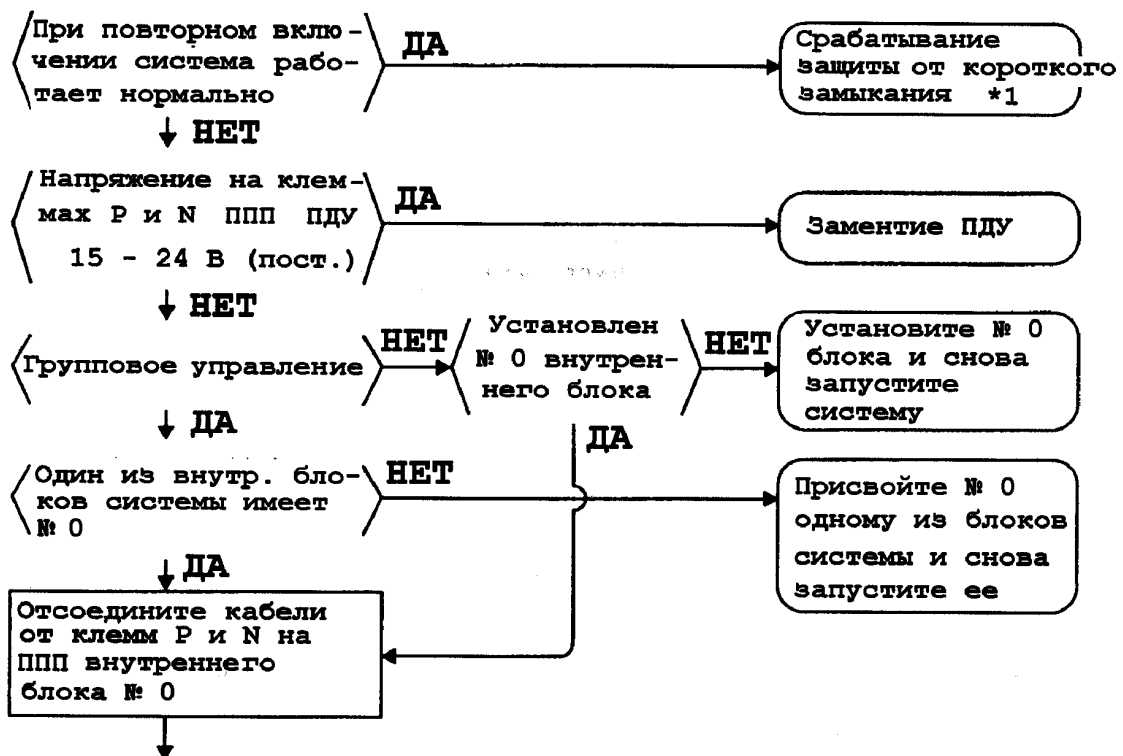 При повторном вклю-
чении система рабо-
тает нормально
ДА
Срабатывание
защиты от короткого
замыкания *1
НЕТ
Напряжение на клем-
мах P и N ППП ПДУ
15 - 24 В (пост.)
ДА
Заментие ПДУ
НЕТ
Групповое управление
НЕТ
Установлен
№ 0 внутрен-
него блока
НЕТ
Установите № 0
блока и снова
запустите
систему
ДА
ДА
Один из внутр. бло-
ков системы имеет
№ 0
НЕТ
Присвойте № 0
одному из блоков
системы и снова
запустите ее
ДА
Отсоедините кабели
от клемм P и N на
ППП внутреннего
блока № 0